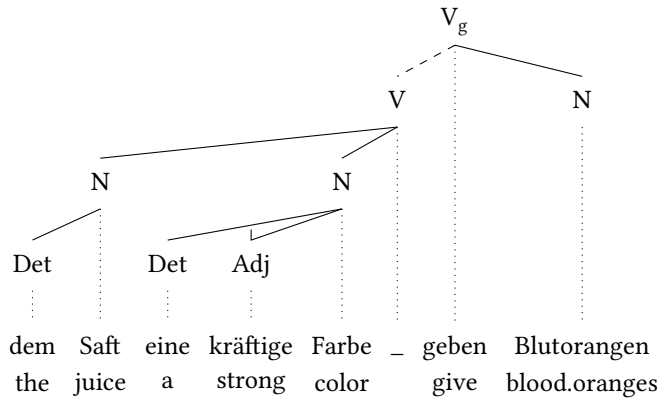 V_g
V N
N N
Det Det Adj
dem Saft eine kräftige Farbe _ geben Blutorangen
the juice a strong color give blood.oranges